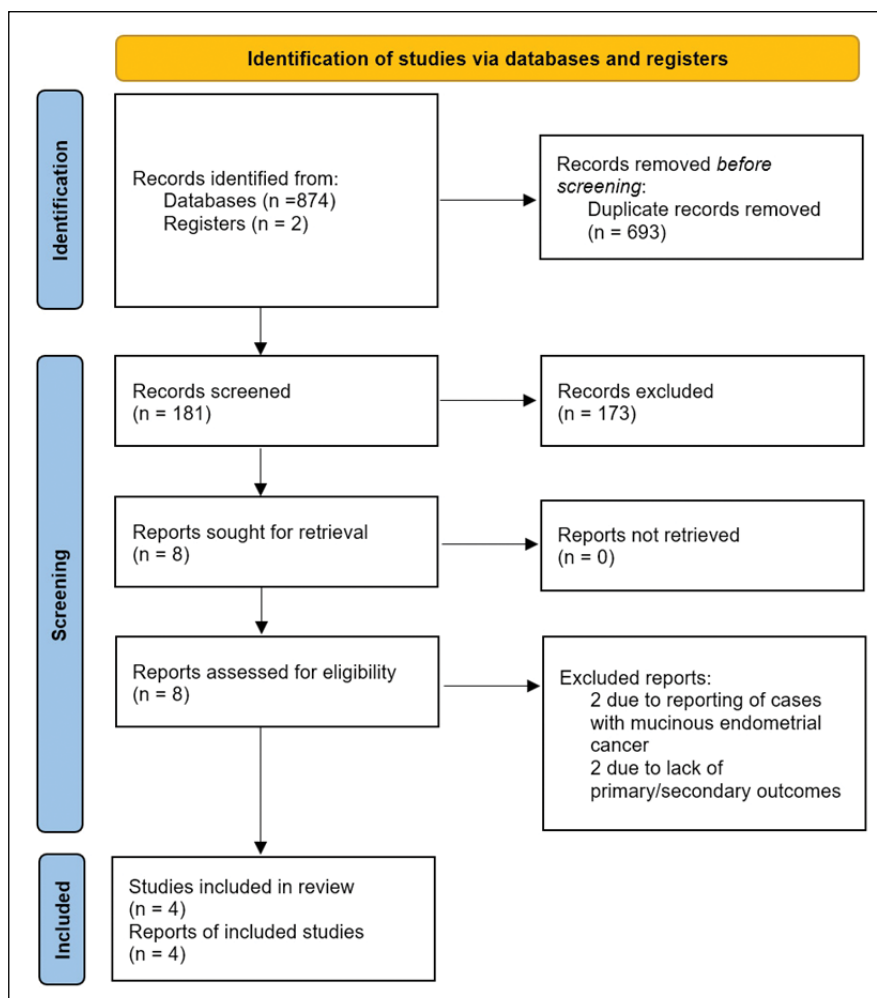 Identification of studies via databases and registers
Identification
Records identified from:
Databases (n =874)
Registers (n = 2)
Records removed before
screening:
Duplicate records removed
(n = 693)
Screening
Records screened
(n = 181)
Records excluded
(n = 173)
Reports sought for retrieval
(n = 8)
Reports not retrieved
(n = 0)
Reports assessed for eligibility
(n = 8)
Excluded reports:
2 due to reporting of cases
with mucinous endometrial
cancer
2 due to lack of
primary/secondary outcomes
Included
Studies included in review
(n = 4)
Reports of included studies
(n = 4)